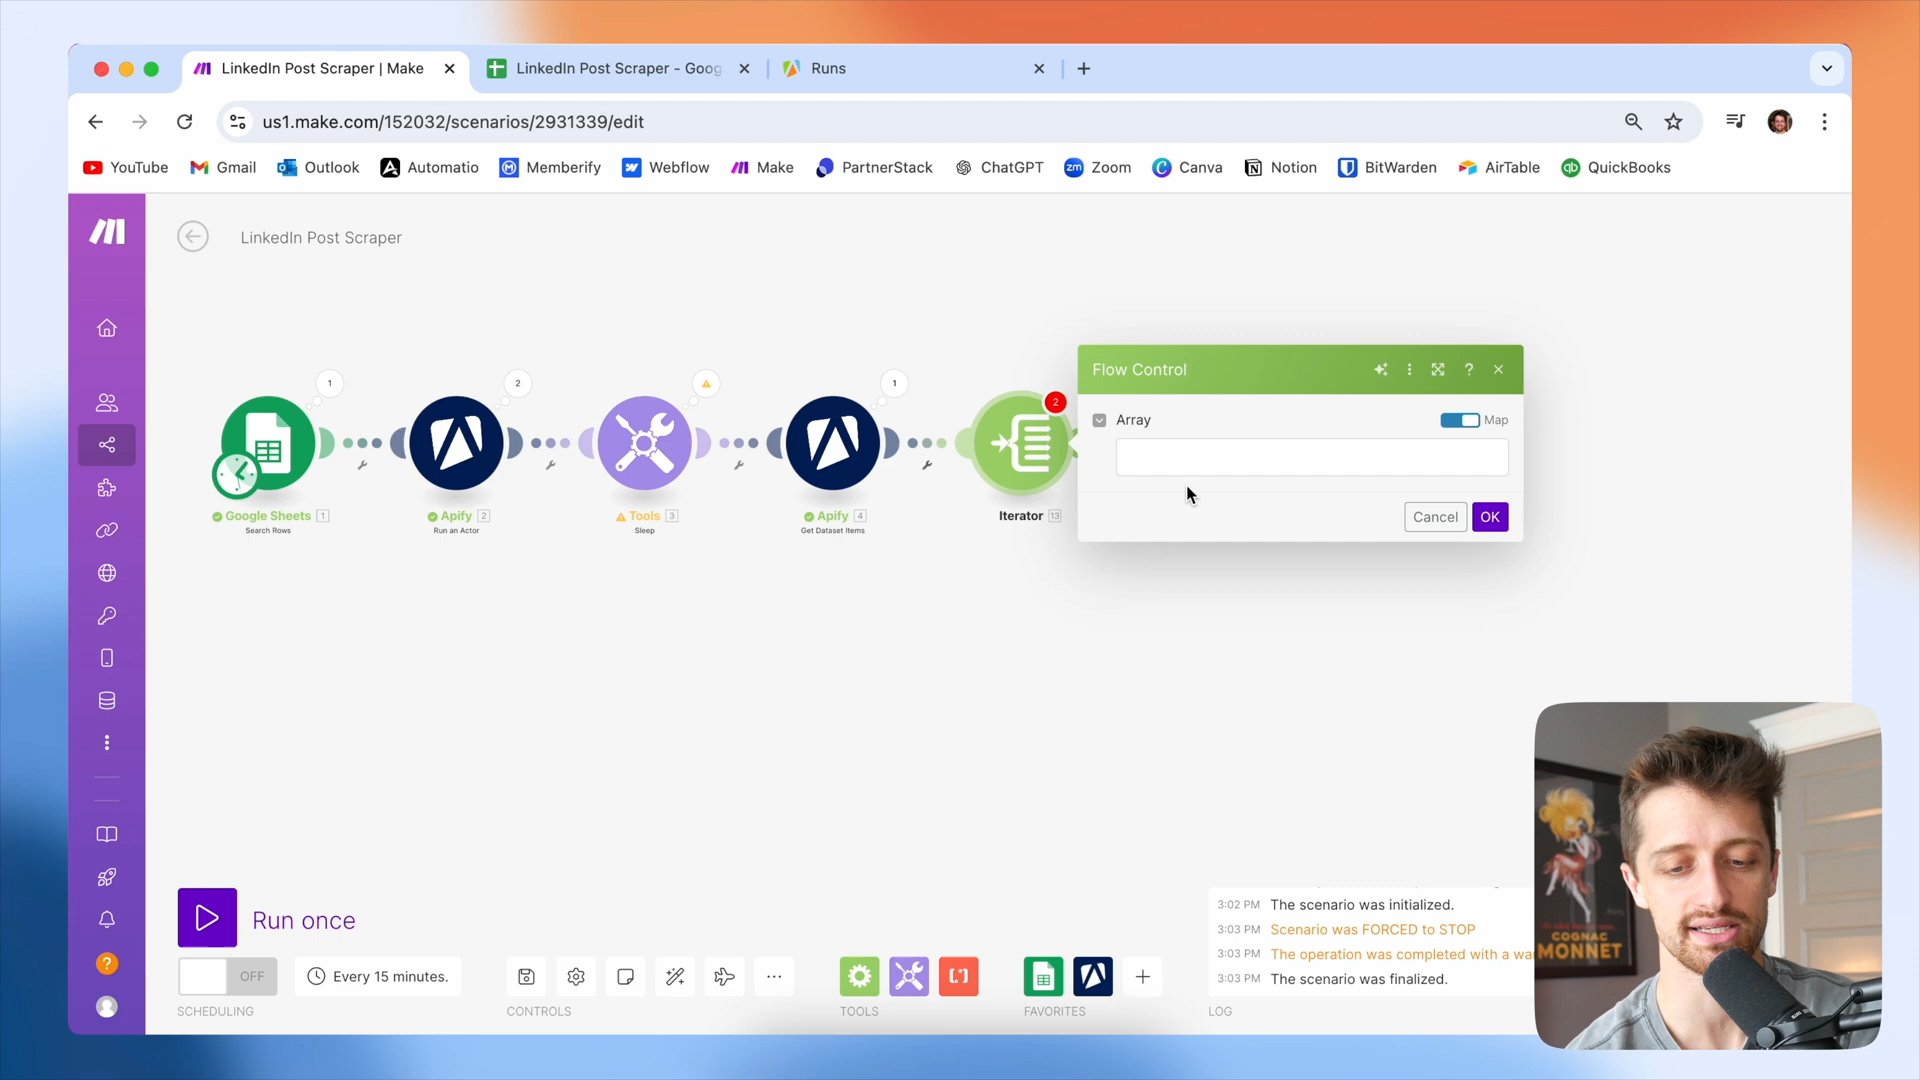 LinkedIn Post Scraper | Make
LinkedIn Post Scraper - Goog
Runs
us1.make.com/152032/scenarios/2931339/edit
YouTube
Gmail
Outlook
Automatio
Memberify
Webflow
Make
PartnerStack
ChatGPT
Zoom
Canva
Notion
BitWarden
AirTable
QuickBooks
LinkedIn Post Scraper
1
2
1
2
Google Sheets 1
Search Rows
Apify 2
Run an Actor
Tools 3
Sleep
Apify 4
Get Dataset Items
Iterator 13
Flow Control
Array
Map
Cancel
OK
Run once
OFF
Every 15 minutes.
SCHEDULING
CONTROLS
TOOLS
FAVORITES
LOG
3:02 PM The scenario was initialized.
3:03 PM Scenario was FORCED to STOP
3:03 PM The operation was completed with a wa
3:03 PM The scenario was finalized.
COGNAC
MONNET